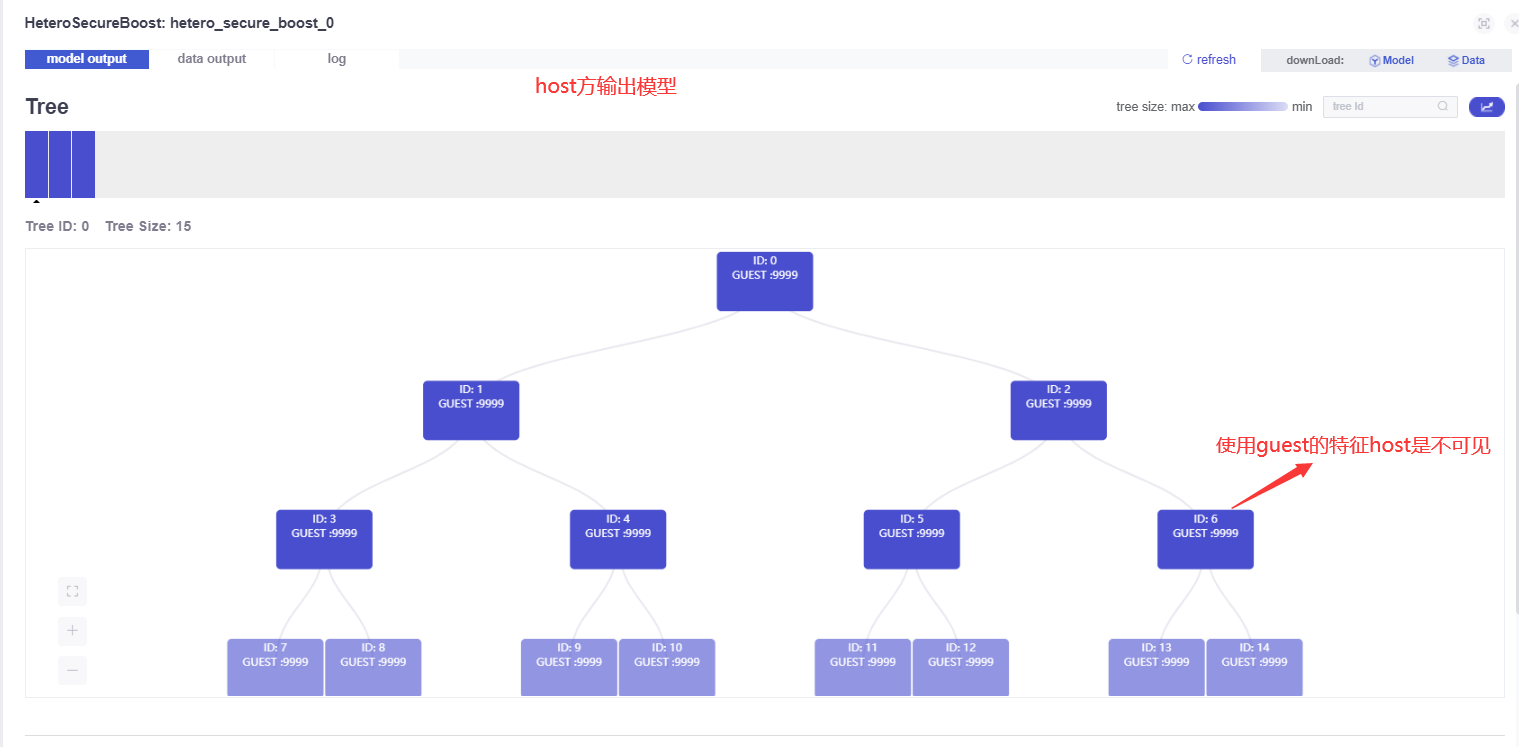 HeteroSecureBoost: hetero_secure_boost_0
model output data output log refresh downLoad: Model Data
host方输出模型
Tree tree size: max min tree Id
Tree ID: 0 Tree Size: 15
ID: 0
GUEST :9999
ID: 1 ID: 2
GUEST :9999 GUEST :9999
使用guest的特征host是不可见
ID: 3 ID: 4 ID: 5 ID: 6
GUEST :9999 GUEST :9999 GUEST :9999 GUEST :9999
ID: 7 ID: 8 ID: 9 ID: 10 ID: 11 ID: 12 ID: 13 ID: 14
GUEST :9999 GUEST :9999 GUEST :9999 GUEST :9999 GUEST :9999 GUEST :9999 GUEST :9999 GUEST :9999